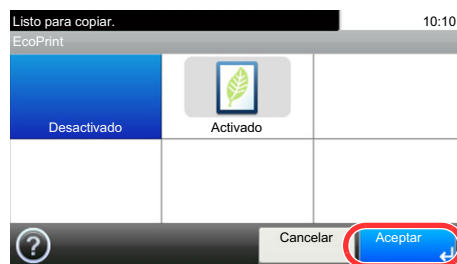 Listo para copiar. 10:10
EcoPrint
Desactivado Activado
? Cancelar Aceptar